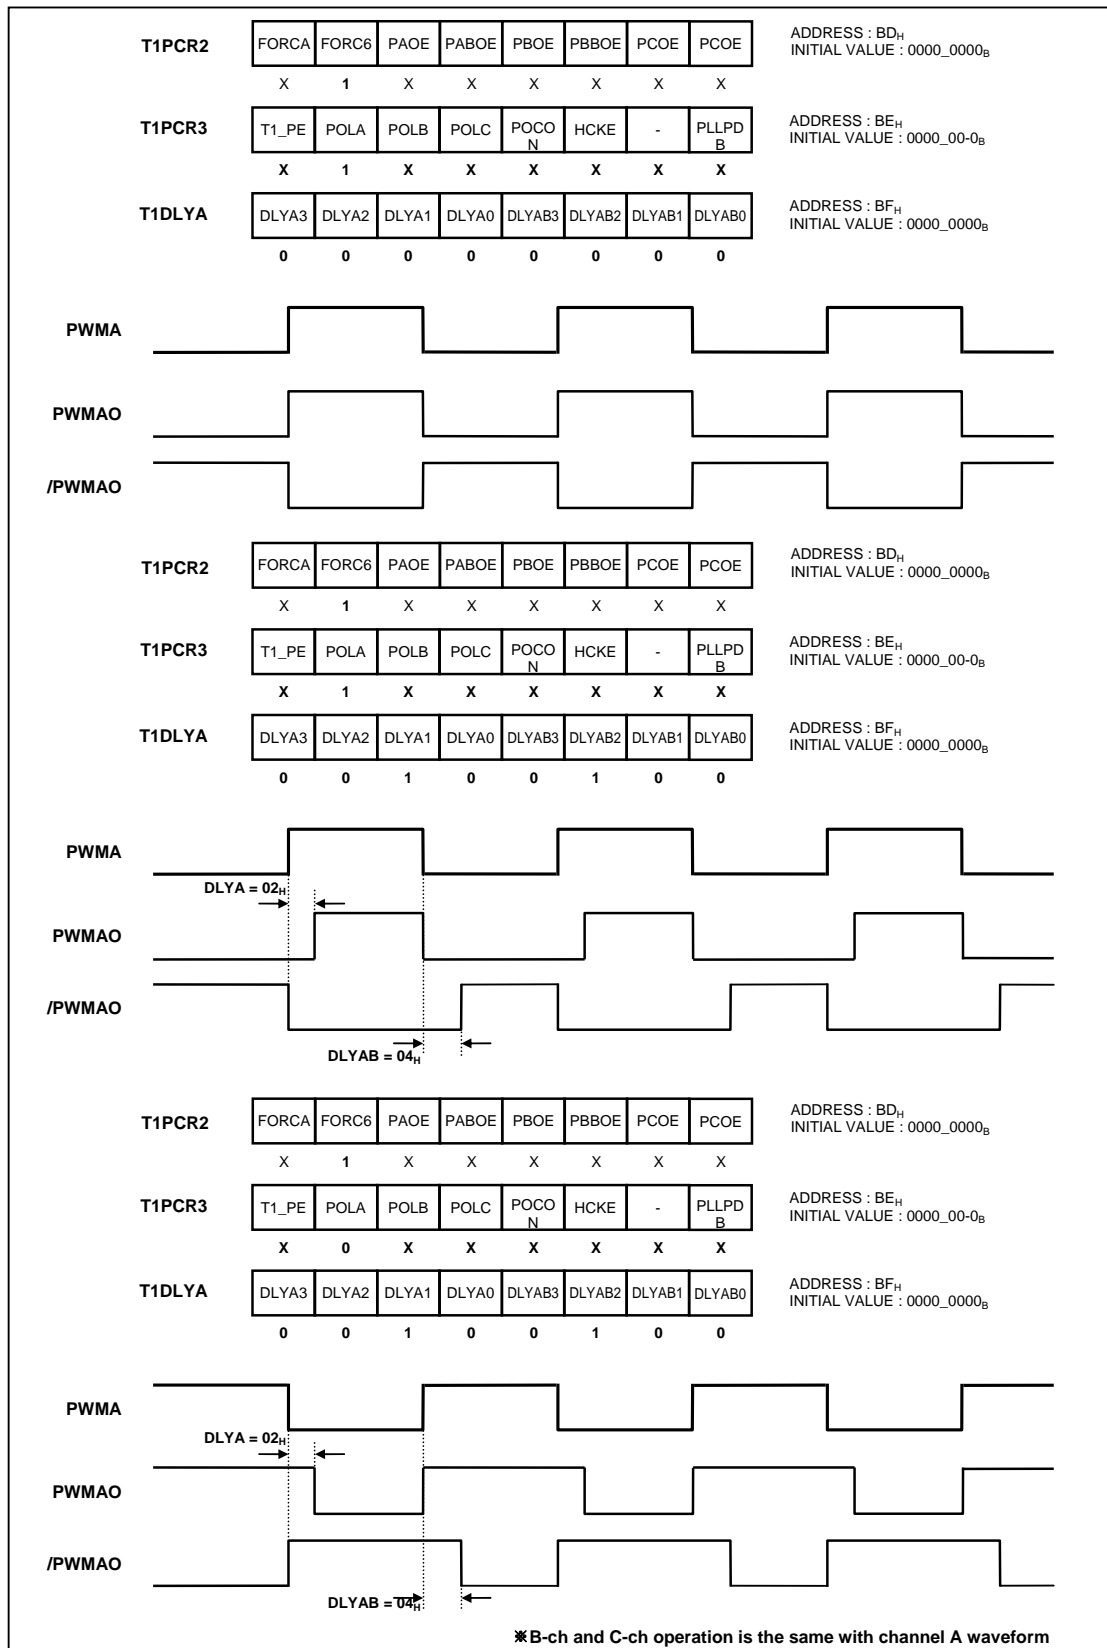 T1PCR2 FORCA FORC6 PAOE PABOE PBOE PBBOE PCOE PCOE ADDRESS : BDH
INITIAL VALUE : 0000_0000B
X 1 X X X X X X
T1PCR3 T1_PE POLA POLB POLC POCO
N HCKE - PLLPD
B ADDRESS : BEH
INITIAL VALUE : 0000_00-0B
X 1 X X X X X X
T1DLYA DLYA3 DLYA2 DLYA1 DLYA0 DLYAB3 DLYAB2 DLYAB1 DLYAB0 ADDRESS : BFH
INITIAL VALUE : 0000_0000B
0 0 0 0 0 0 0 0
PWMA
PWMAO
/PWMAO
T1PCR2 FORCA FORC6 PAOE PABOE PBOE PBBOE PCOE PCOE ADDRESS : BDH
INITIAL VALUE : 0000_0000B
X 1 X X X X X X
T1PCR3 T1_PE POLA POLB POLC POCO
N HCKE - PLLPD
B ADDRESS : BEH
INITIAL VALUE : 0000_00-0B
X 1 X X X X X X
T1DLYA DLYA3 DLYA2 DLYA1 DLYA0 DLYAB3 DLYAB2 DLYAB1 DLYAB0 ADDRESS : BFH
INITIAL VALUE : 0000_0000B
0 0 1 0 0 1 0 0
PWMA
DLYA = 02H
PWMAO
/PWMAO
DLYAB = 04H
T1PCR2 FORCA FORC6 PAOE PABOE PBOE PBBOE PCOE PCOE ADDRESS : BDH
INITIAL VALUE : 0000_0000B
X 1 X X X X X X
T1PCR3 T1_PE POLA POLB POLC POCO
N HCKE - PLLPD
B ADDRESS : BEH
INITIAL VALUE : 0000_00-0B
X 0 X X X X X X
T1DLYA DLYA3 DLYA2 DLYA1 DLYA0 DLYAB3 DLYAB2 DLYAB1 DLYAB0 ADDRESS : BFH
INITIAL VALUE : 0000_0000B
0 0 1 0 0 1 0 0
PWMA
DLYA = 02H
PWMAO
/PWMAO
DLYAB = 04H
※B-ch and C-ch operation is the same with channel A waveform